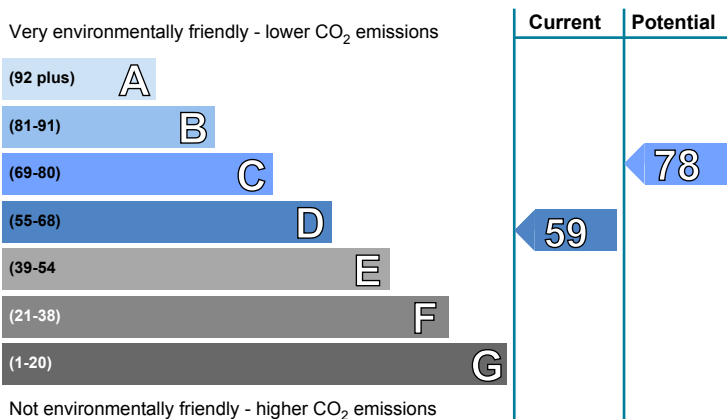 Very environmentally friendly - lower CO2 emissions
Current
Potential
(92 plus) A
(81-91) B
(69-80) C
78
(55-68) D
59
(39-54 E
(21-38) F
(1-20) G
Not environmentally friendly - higher CO2 emissions